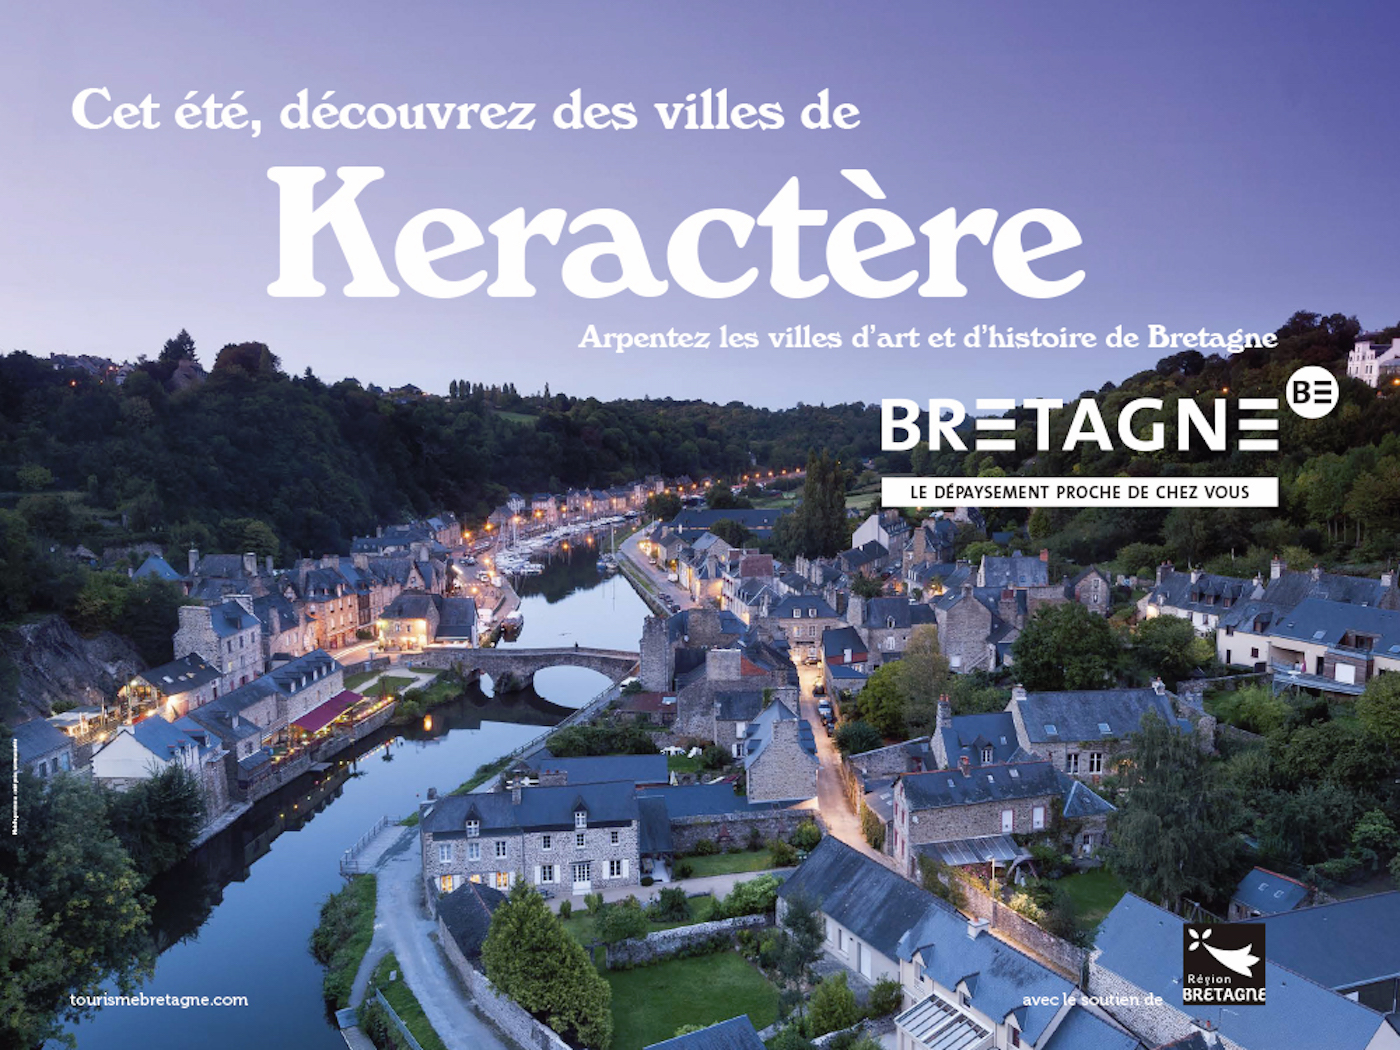 Cet été, découvrez des villes de
Keractère
Arpentez les villes d'art et d'histoire de Bretagne
BRETAGNE
BE
LE DÉPAYSEMENT PROCHE DE CHEZ VOUS
tourismebretagne.com
avec le soutien de
Région
BRETAGNE